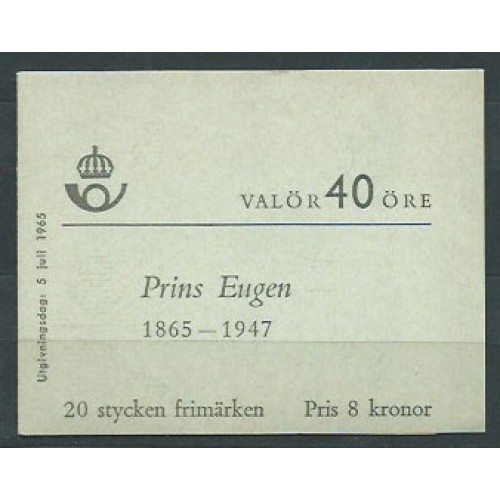 VALÖR 40 ÖRE
Prins Eugen
1865 – 1947
20 stycken frimärken Pris 8 kronor
Utgivningsdag: 5 juli 1965